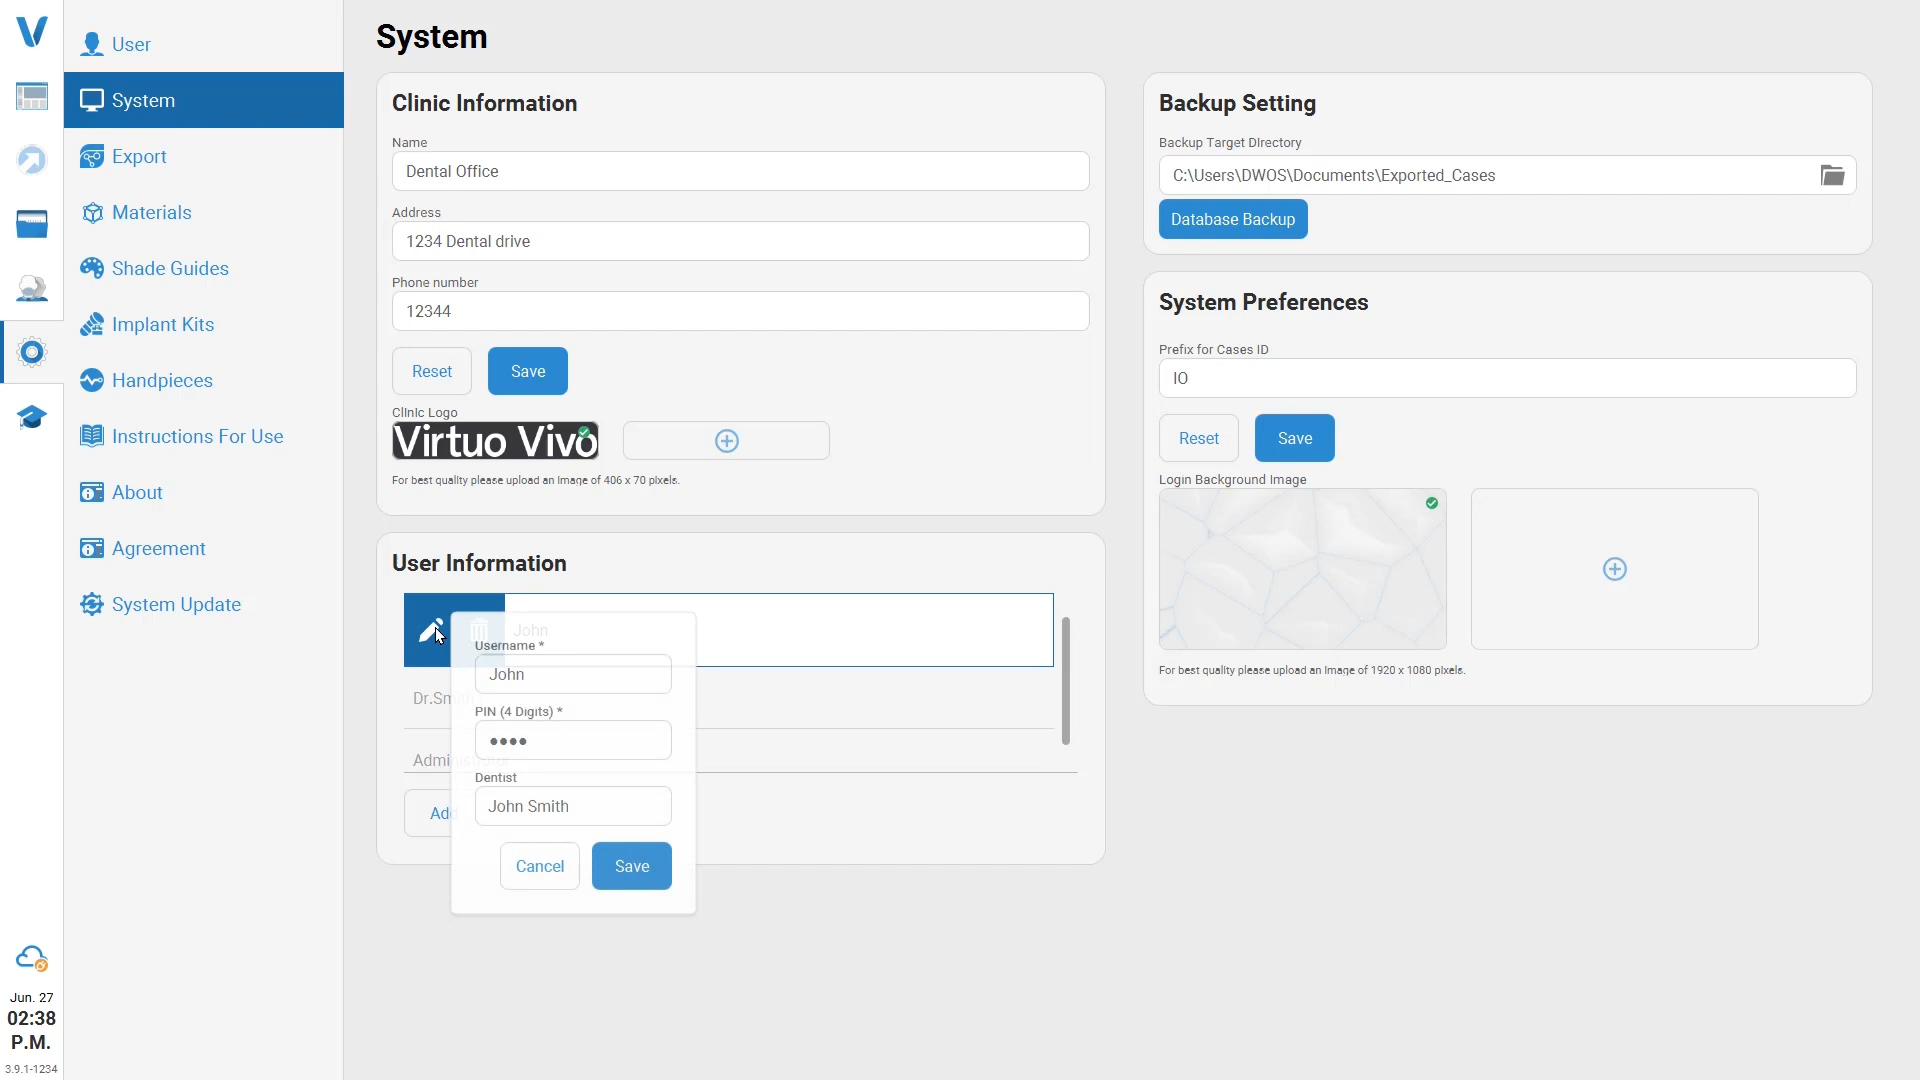 User
System
Export
Materials
Shade Guides
Implant Kits
Handpieces
Instructions For Use
About
Agreement
System Update
Jun. 27
02:38
P.M.
3.9.1-1234
System
Clinic Information
Name
Dental Office
Address
1234 Dental drive
Phone number
12344
Reset
Save
Clinic Logo
Virtuo Vivo
For best quality please upload an image of 406 x 70 pixels.
User Information
John
Username *
John
Dr.Smith
PIN (4 Digits) *
••••
Administrator
Dentist
John Smith
Add
Cancel
Save
Backup Setting
Backup Target Directory
C:\Users\DWOS\Documents\Exported_Cases
Database Backup
System Preferences
Prefix for Cases ID
IO
Reset
Save
Login Background Image
For best quality please upload an image of 1920 x 1080 pixels.